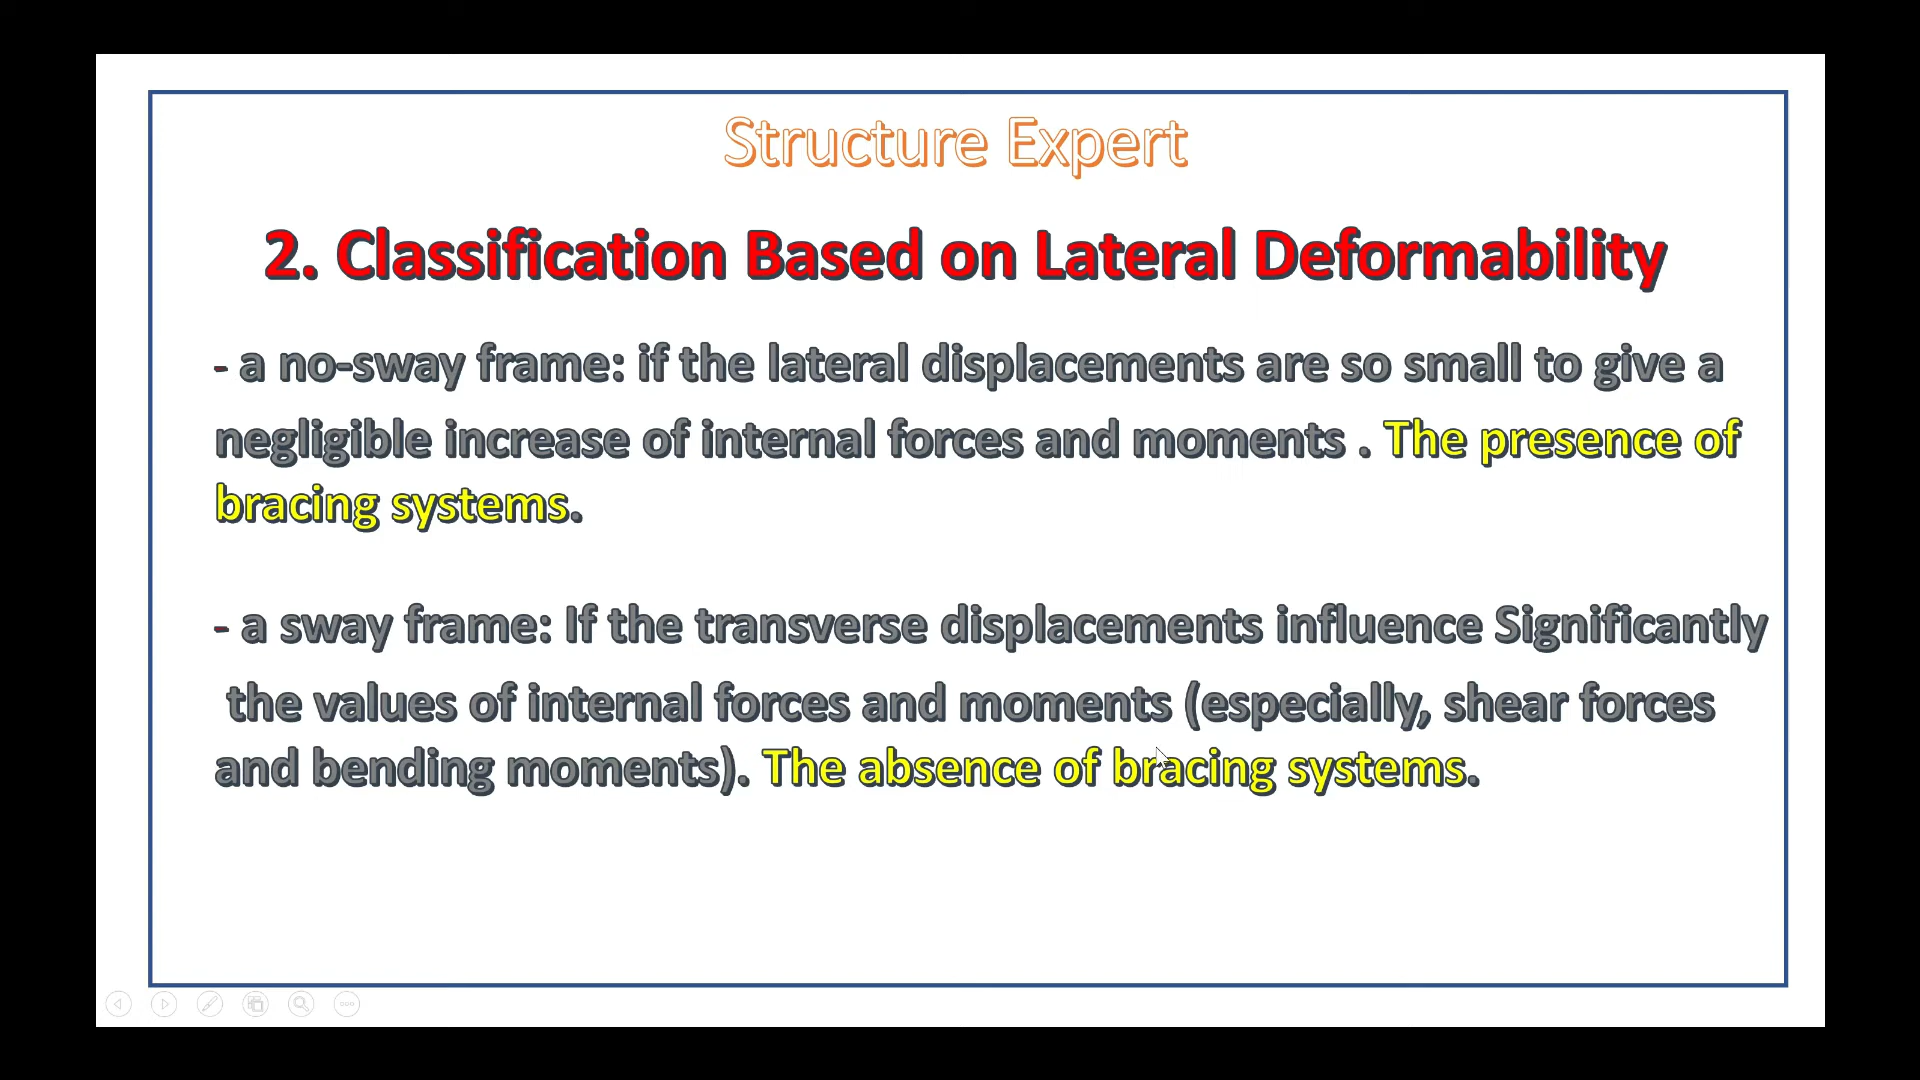 Structure Expert
2. Classification Based on Lateral Deformability
- a no-sway frame: if the lateral displacements are so small to give a
negligible increase of internal forces and moments . The presence of
bracing systems.
- a sway frame: If the transverse displacements influence Significantly
the values of internal forces and moments (especially, shear forces
and bending moments). The absence of bracing systems.